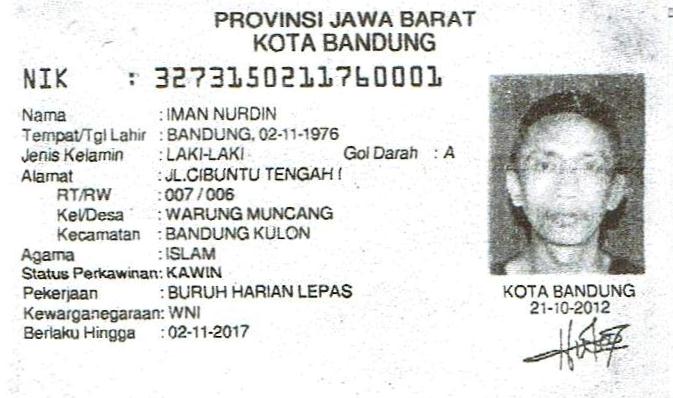 PROVINSI JAWA BARAT
KOTA BANDUNG
NIK : 3273150211760001
Nama : IMAN NURDIN
Tempat/Tgl Lahir : BANDUNG, 02-11-1976
Jenis Kelamin : LAKI-LAKI Gol Darah : A
Alamat : JL.CIBUNTU TENGAH I
RT/RW : 007 / 006
Kel/Desa : WARUNG MUNCANG
Kecamatan : BANDUNG KULON
Agama : ISLAM
Status Perkawinan: KAWIN
Pekerjaan : BURUH HARIAN LEPAS
Kewarganegaraan: WNI
Berlaku Hingga : 02-11-2017
KOTA BANDUNG
21-10-2012